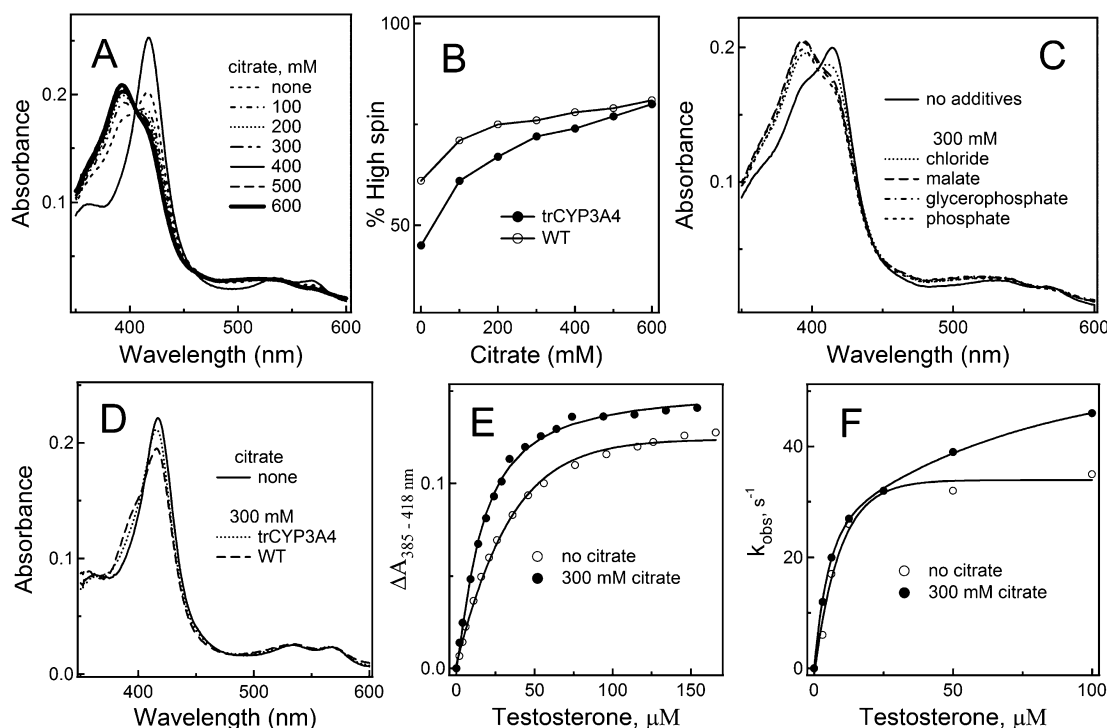 A
citrate, mM
none
100
200
300
400
500
600
0.2
0.1
Absorbance
400
500
600
Wavelength (nm)
B
100
50
% High spin
trCYP3A4
WT
0
200
400
600
Citrate (mM)
C
no additives
300 mM
chloride
malate
glycerophosphate
phosphate
0.2
0.1
Absorbance
400
500
600
Wavelength (nm)
D
citrate
none
300 mM
trCYP3A4
WT
0.2
0.1
0.0
Absorbance
400
500
600
Wavelength (nm)
E
no citrate
300 mM citrate
0.1
0.0
ΔA385 - 418 nm
0
50
100
150
Testosterone, μM
F
no citrate
300 mM citrate
40
20
0
kobs, s-1
0
50
100
Testosterone, μM